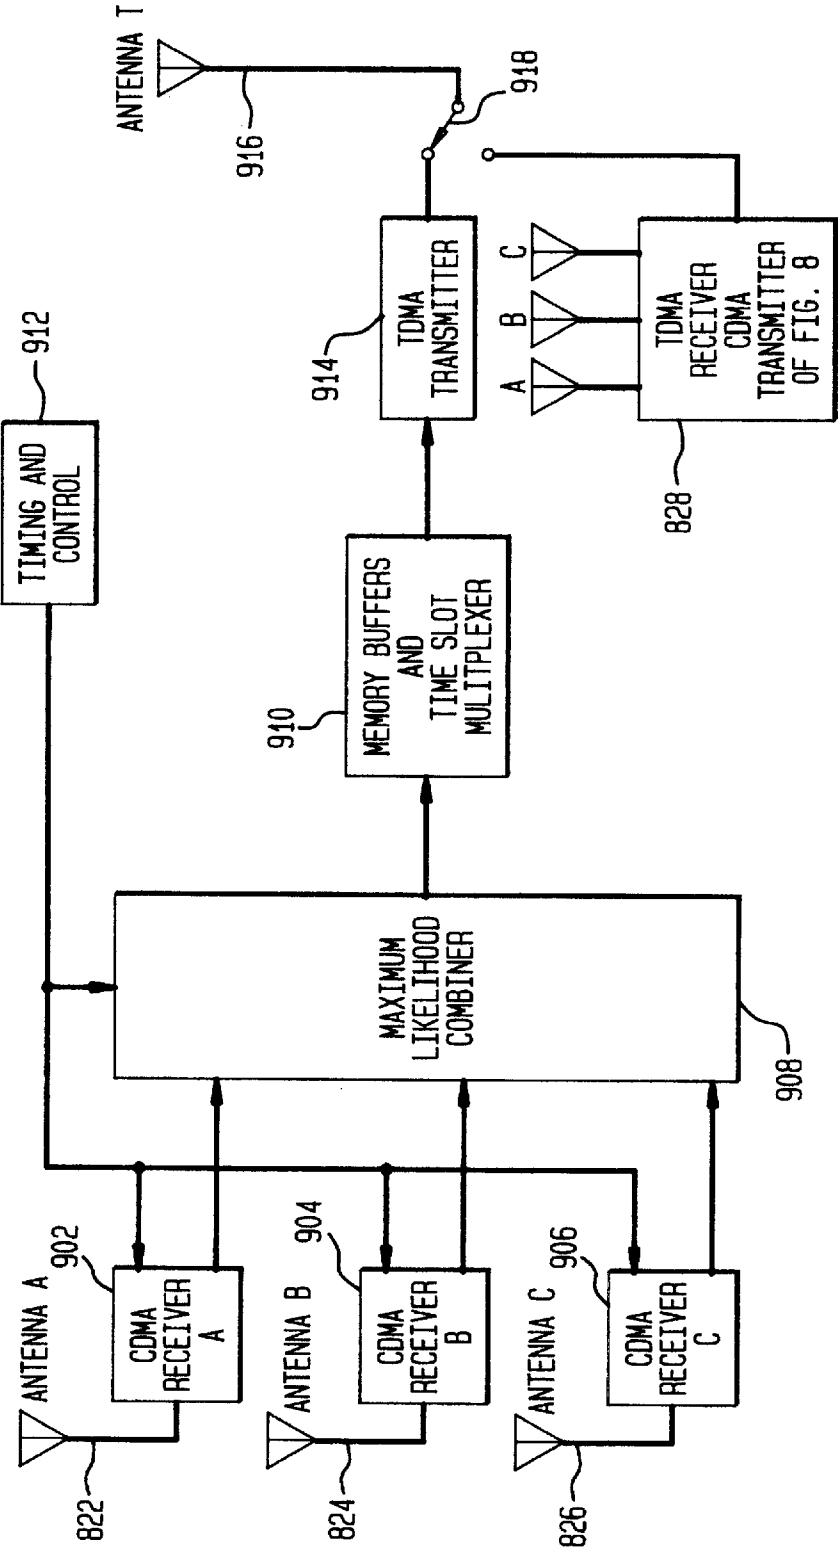 ANTENNA A
822
902
CDMA
RECEIVER
A
ANTENNA B
824
904
CDMA
RECEIVER
B
ANTENNA C
826
906
CDMA
RECEIVER
C
MAXIMUM
LIKELIHOOD
COMBINER
908
TIMING AND
CONTROL
912
910
MEMORY BUFFERS
AND
TIME SLOT
MULITPLEXER
914
TDMA
TRANSMITTER
ANTENNA T
916
918
A B C
TDMA
RECEIVER
CDMA
TRANSMITTER
OF FIG. 8
828